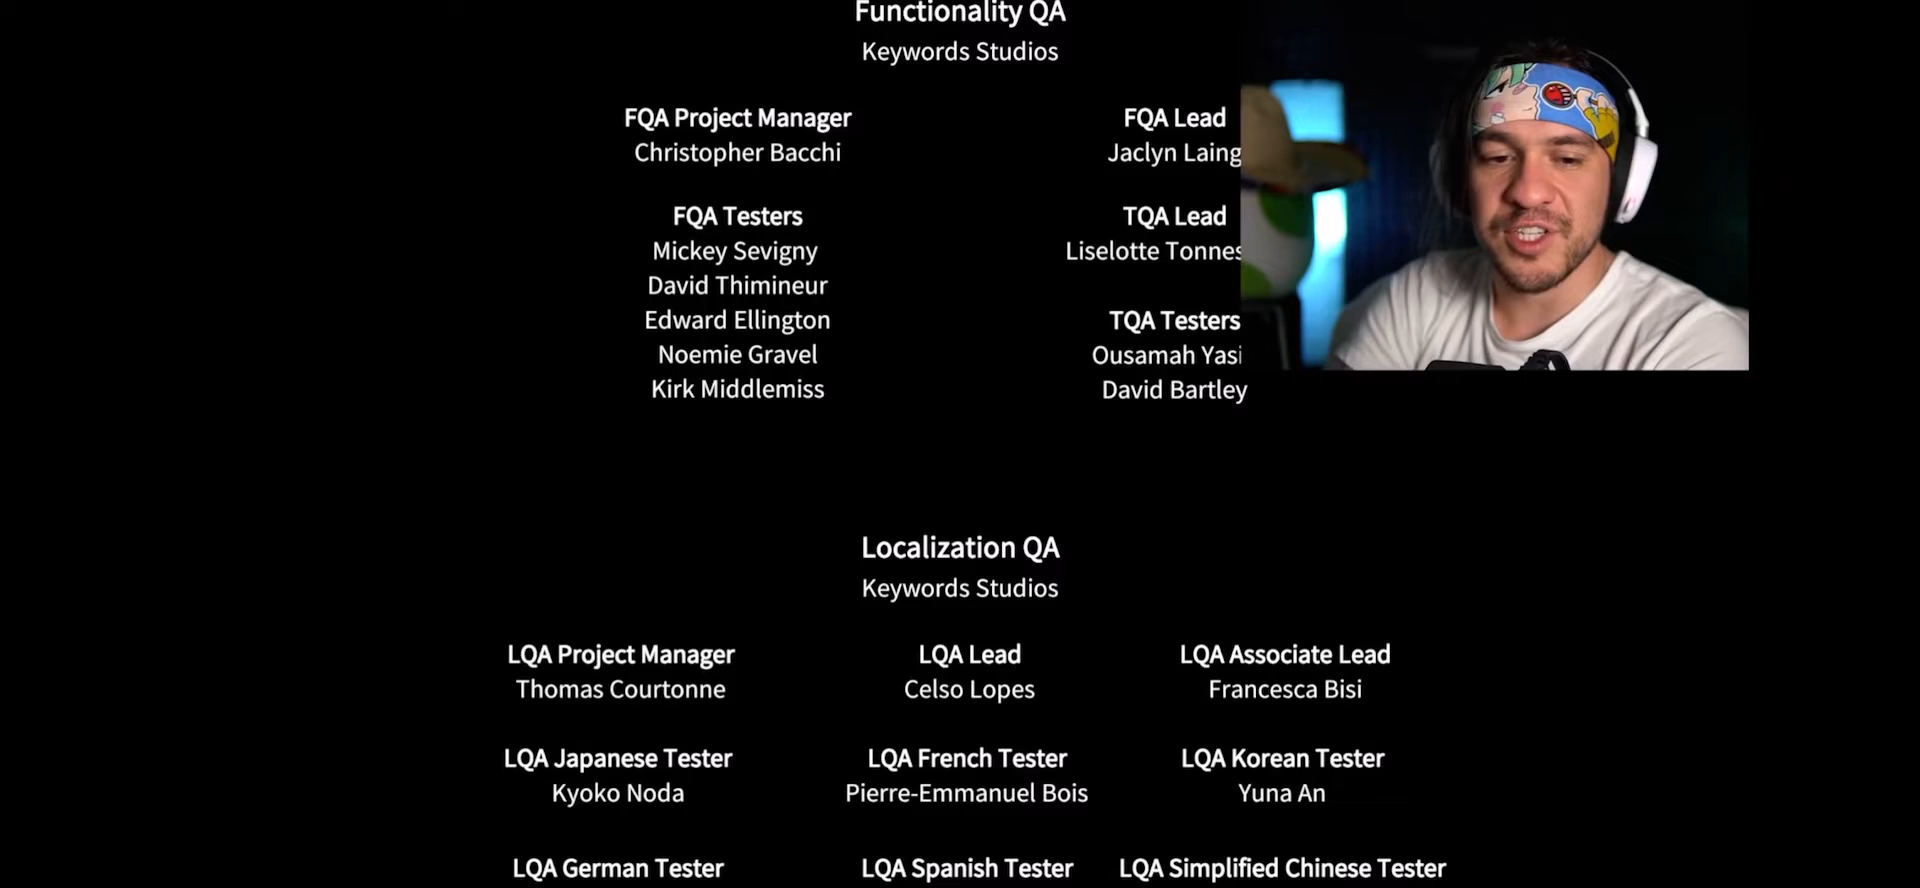 Functionality QA
Keywords Studios
FQA Project Manager
Christopher Bacchi
FQA Lead
Jaclyn Laing
FQA Testers
Mickey Sevigny
David Thimineur
Edward Ellington
Noemie Gravel
Kirk Middlemiss
TQA Lead
Liselotte
TQA Testers
Ousamah
David Bartley
Localization QA
Keywords Studios
LQA Project Manager
Thomas Courtonne
LQA Lead
Celso Lopes
LQA Associate Lead
Francesca Bisi
LQA Japanese Tester
Kyoko Noda
LQA French Tester
Pierre-Emmanuel Bois
LQA Korean Tester
Yuna An
LQA German Tester
LQA Spanish Tester
LQA Simplified Chinese Tester